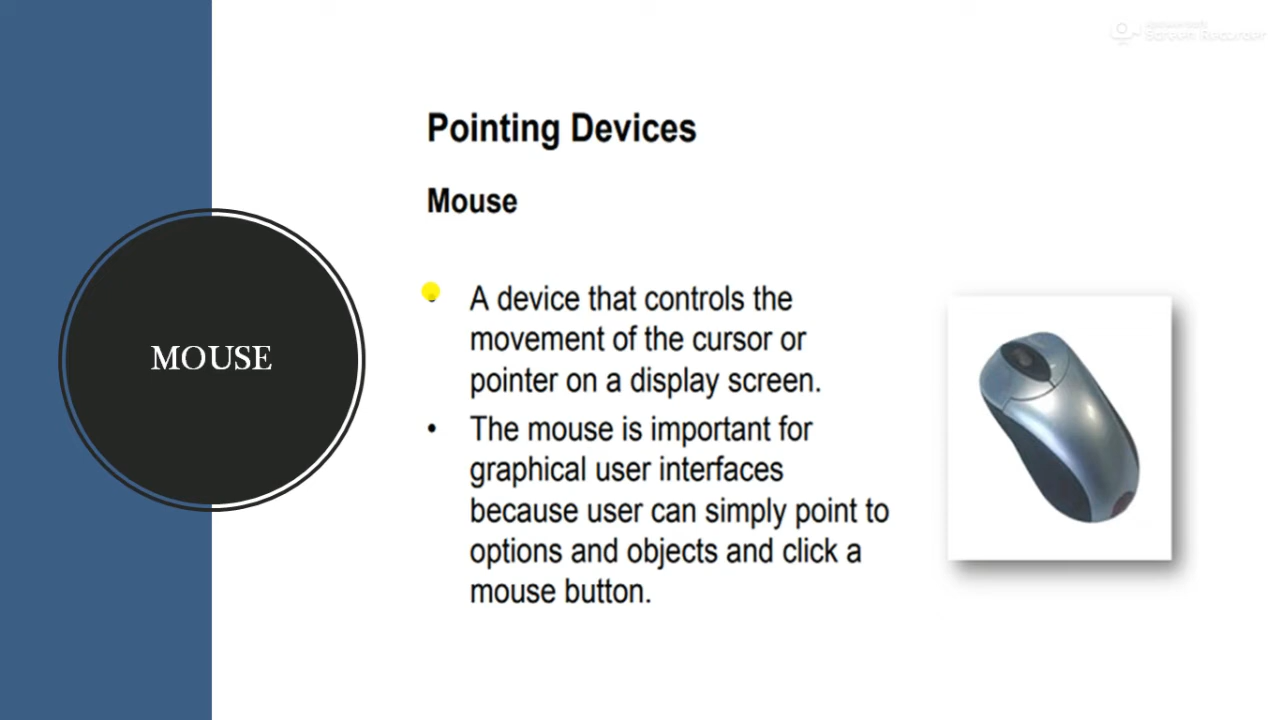 Screen Recorder
Pointing Devices
Mouse
MOUSE
• A device that controls the
movement of the cursor or
pointer on a display screen.
• The mouse is important for
graphical user interfaces
because user can simply point to
options and objects and click a
mouse button.